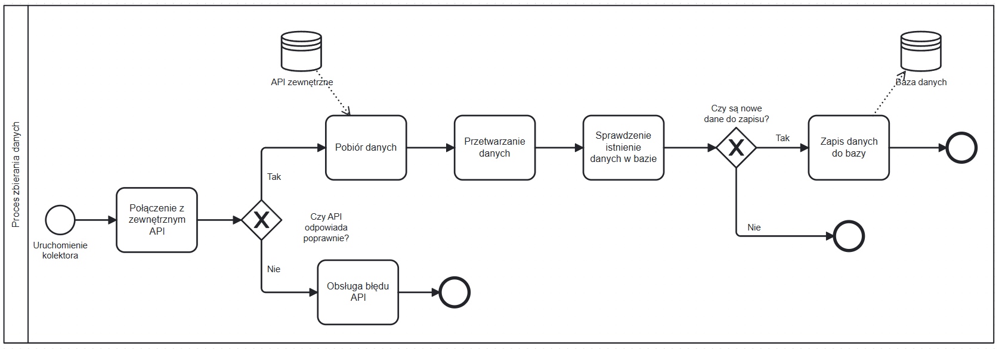 Proces zbierania danych
Uruchomienie
kolektora
Połączenie z
zewnętrznym
API
Czy API
odpowiada
poprawnie?
Tak
Nie
API zewnętrzne
Pobiór danych
Obsługa błędu
API
Przetwarzanie
danych
Sprawdzenie
istnienie
danych w bazie
Czy są nowe
dane do zapisu?
Tak
Nie
Zapis danych
do bazy
Baza danych